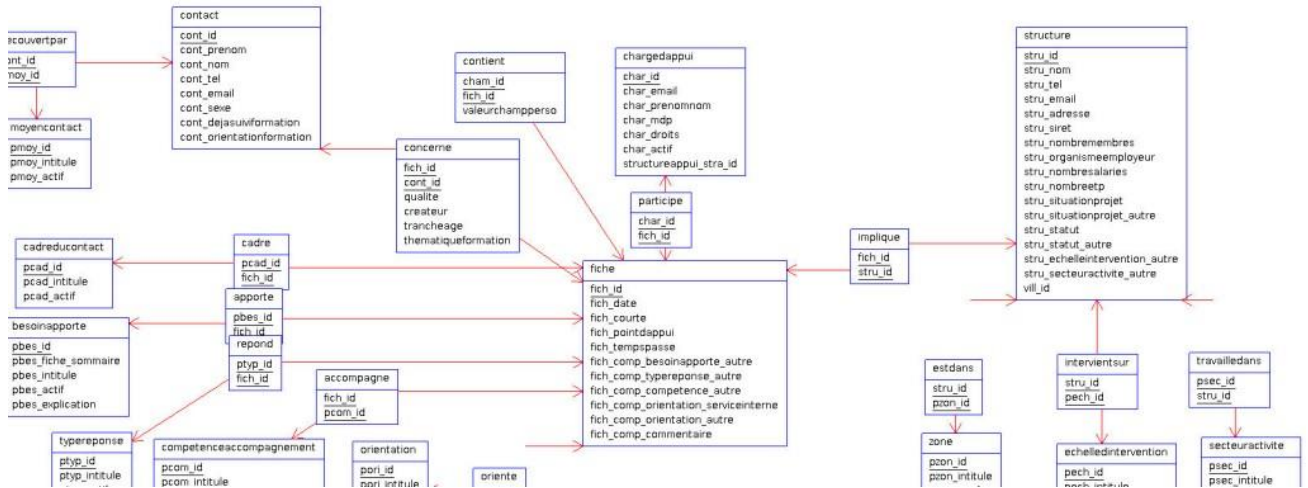 contact
cont_id
cont_prenom
cont_nom
cont_tel
cont_email
cont_sexe
cont_dejasuiviformation
cont_orientationformation
ecouvertpar
ont_id
moy_id
moyencontact
pmoy_id
pmoy_intitule
pmoy_actif
contient
cham_id
fich_id
valeurchampperso
chargedappui
char_id
char_email
char_prenomnom
char_mdp
char_droits
char_actif
structureappui_stra_id
structure
stru_id
stru_nom
stru_tel
stru_email
stru_adresse
stru_siret
stru_nombremembres
stru_organismeemployeur
stru_nombresalaries
stru_nombreetp
stru_situationprojet
stru_situationprojet_autre
stru_statut
stru_statut_autre
stru_echelleintervention_autre
stru_secteuractivite_autre
vill_id
concerne
fich_id
cont_id
qualite
createur
trancheage
thematiqueformation
participe
char_id
fich_id
implique
fich_id
stru_id
cadreducontact
pcad_id
pcad_intitule
pcad_actif
cadre
pcad_id
fich_id
apporte
pbes_id
fich_id
repond
ptyp_id
fich_id
besoinapporte
pbes_id
pbes_fiche_sommaire
pbes_intitule
pbes_actif
pbes_explication
accompagne
fich_id
pcom_id
fiche
fich_id
fich_date
fich_courte
fich_pointdappui
fich_tempspasse
fich_comp_besoinapporte_autre
fich_comp_typereponse_autre
fich_comp_competence_autre
fich_comp_orientation_serviceinterne
fich_comp_orientation_autre
fich_comp_commentaire
estdans
stru_id
pzon_id
intervientsur
stru_id
pech_id
travailledans
psec_id
stru_id
typereponse
ptyp_id
ptyp_intitule
competenceaccompagnement
pcom_id
pcom_intitule
orientation
pori_id
pori_intitule
oriente
zone
pzon_id
pzon_intitule
echelledintervention
pech_id
pech_intitule
secteuractivite
psec_id
psec_intitule